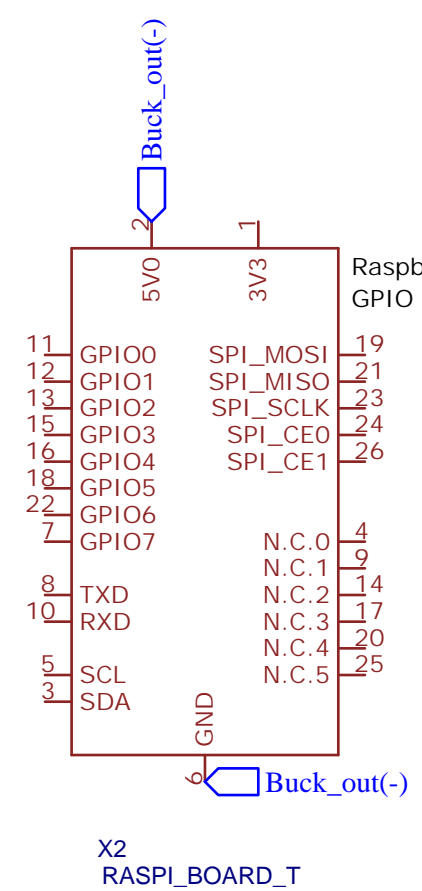 Buck_out(-)
2
1
5V0
3V3
Raspb
GPIO
11 GPIO0 SPI_MOSI 19
12 GPIO1 SPI_MISO 21
13 GPIO2 SPI_SCLK 23
15 GPIO3 SPI_CE0 24
16 GPIO4 SPI_CE1 26
18 GPIO5
22 GPIO6
7 GPIO7 N.C.0 4
N.C.1 9
8 TXD N.C.2 14
10 RXD N.C.3 17
N.C.4 20
5 SCL N.C.5 25
3 SDA
GND
6 Buck_out(-)
X2
RASPI_BOARD_T